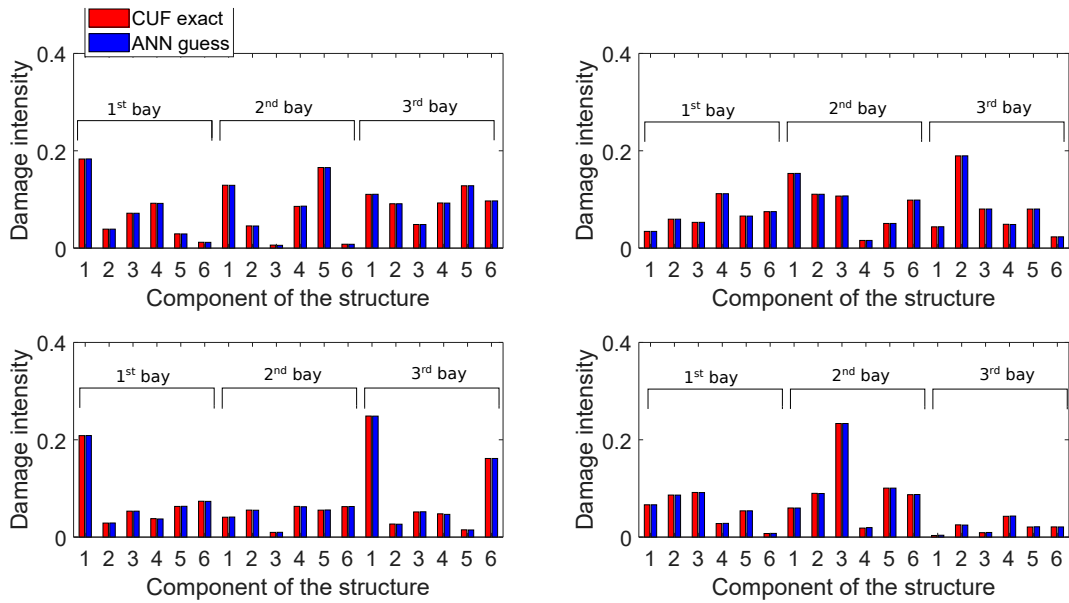 CUF exact
ANN guess
0.4
0.2
0
Damage intensity
1st bay
2nd bay
3rd bay
1 2 3 4 5 6 1 2 3 4 5 6 1 2 3 4 5 6
Component of the structure
0.4
0.2
0
Damage intensity
1st bay
2nd bay
3rd bay
1 2 3 4 5 6 1 2 3 4 5 6 1 2 3 4 5 6
Component of the structure
0.4
0.2
0
Damage intensity
1st bay
2nd bay
3rd bay
1 2 3 4 5 6 1 2 3 4 5 6 1 2 3 4 5 6
Component of the structure
0.4
0.2
0
Damage intensity
1st bay
2nd bay
3rd bay
1 2 3 4 5 6 1 2 3 4 5 6 1 2 3 4 5 6
Component of the structure